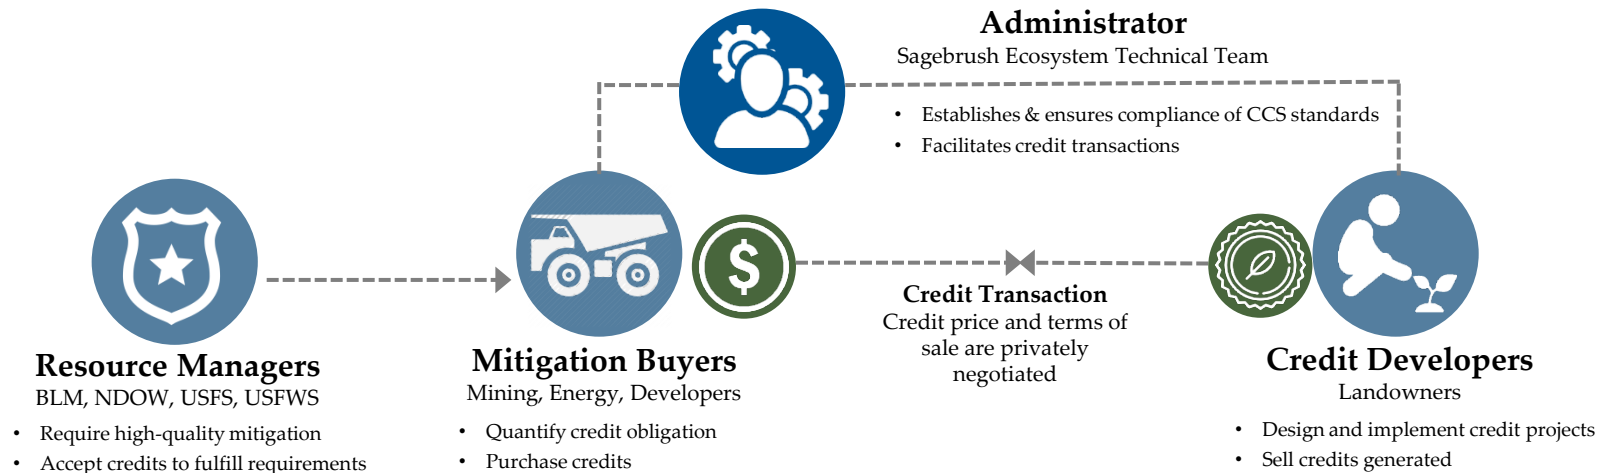 Administrator
Sagebrush Ecosystem Technical Team
• Establishes & ensures compliance of CCS standards
• Facilitates credit transactions
$
Resource Managers
BLM, NDOW, USFS, USFWS
• Require high-quality mitigation
• Accept credits to fulfill requirements
Mitigation Buyers
Mining, Energy, Developers
• Quantify credit obligation
• Purchase credits
Credit Transaction
Credit price and terms of
sale are privately
negotiated
Credit Developers
Landowners
• Design and implement credit projects
• Sell credits generated